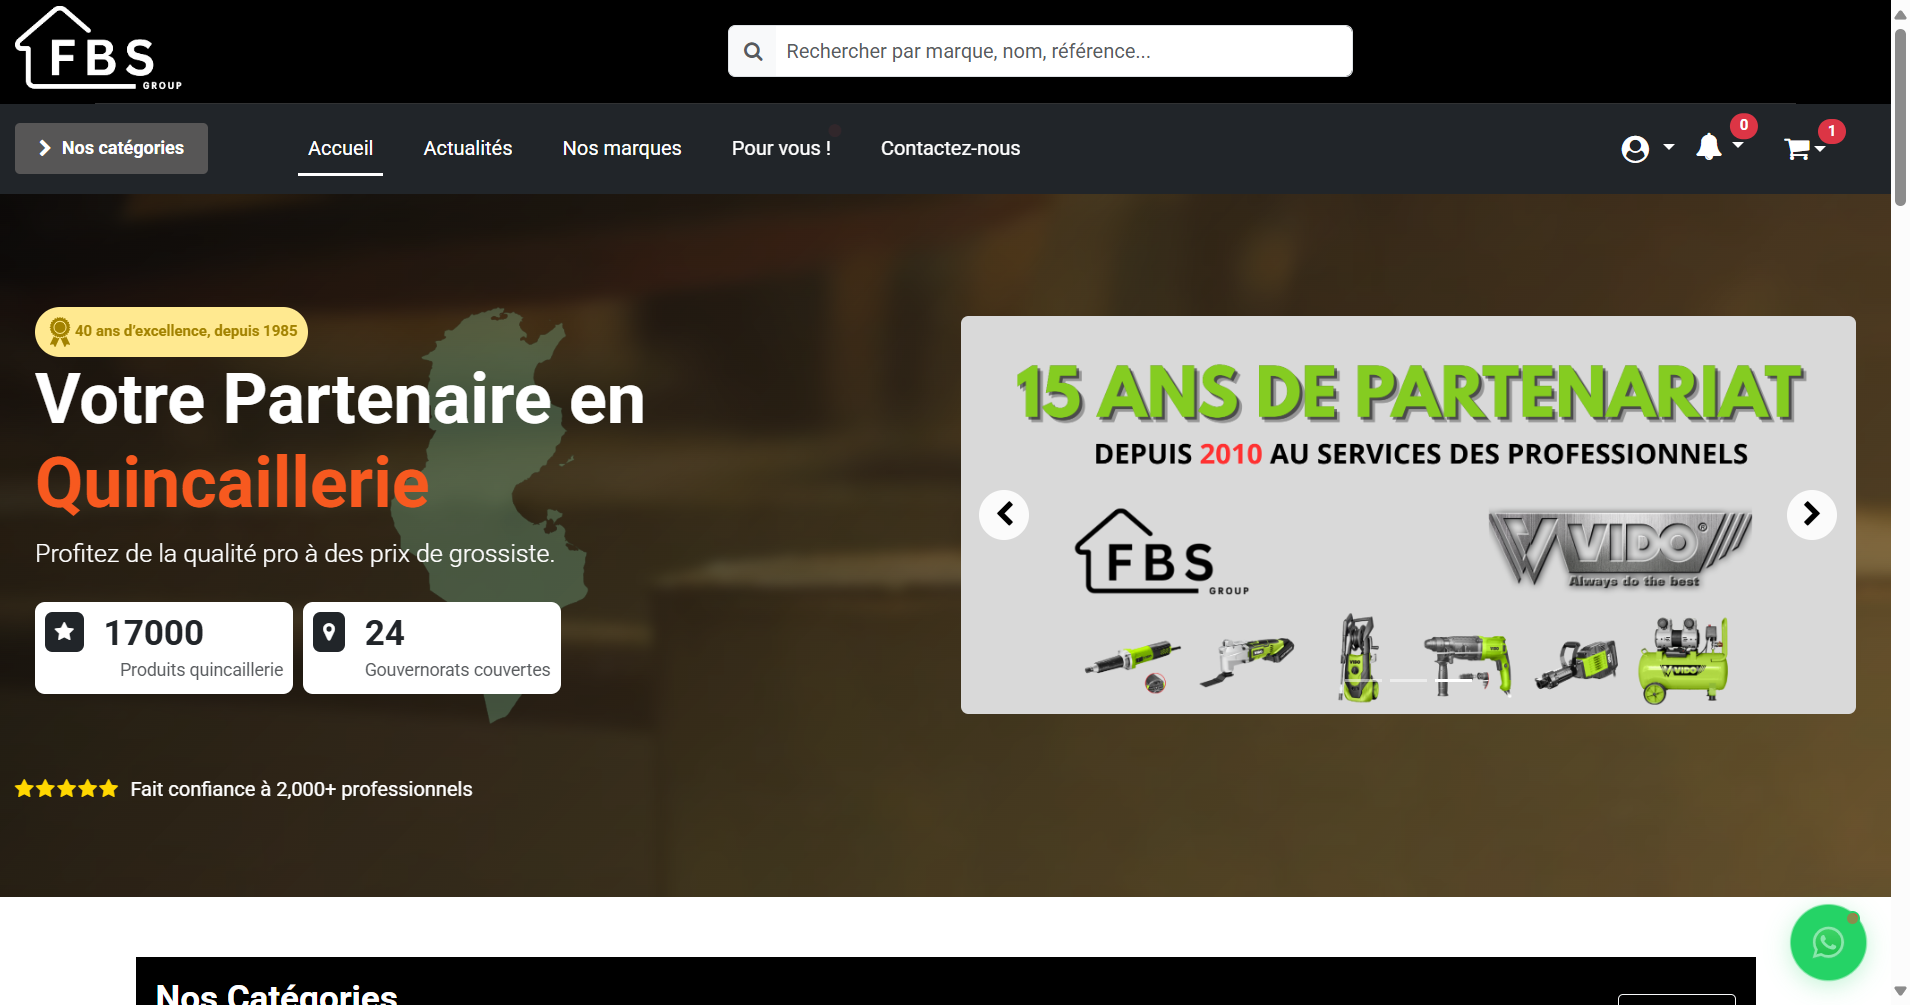 FBS
GROUP
Rechercher par marque, nom, référence...
Nos catégories
Accueil
Actualités
Nos marques
Pour vous !
Contactez-nous
0
1
40 ans d'excellence, depuis 1985
Votre Partenaire en
Quincaillerie
Profitez de la qualité pro à des prix de grossiste.
17000
Produits quincaillerie
24
Gouvernorats couvertes
Fait confiance à 2,000+ professionnels
15 ANS DE PARTENARIAT
DEPUIS 2010 AU SERVICES DES PROFESSIONNELS
FBS
GROUP
VIDO®
Always do the best
VIDO
Nos Catégories